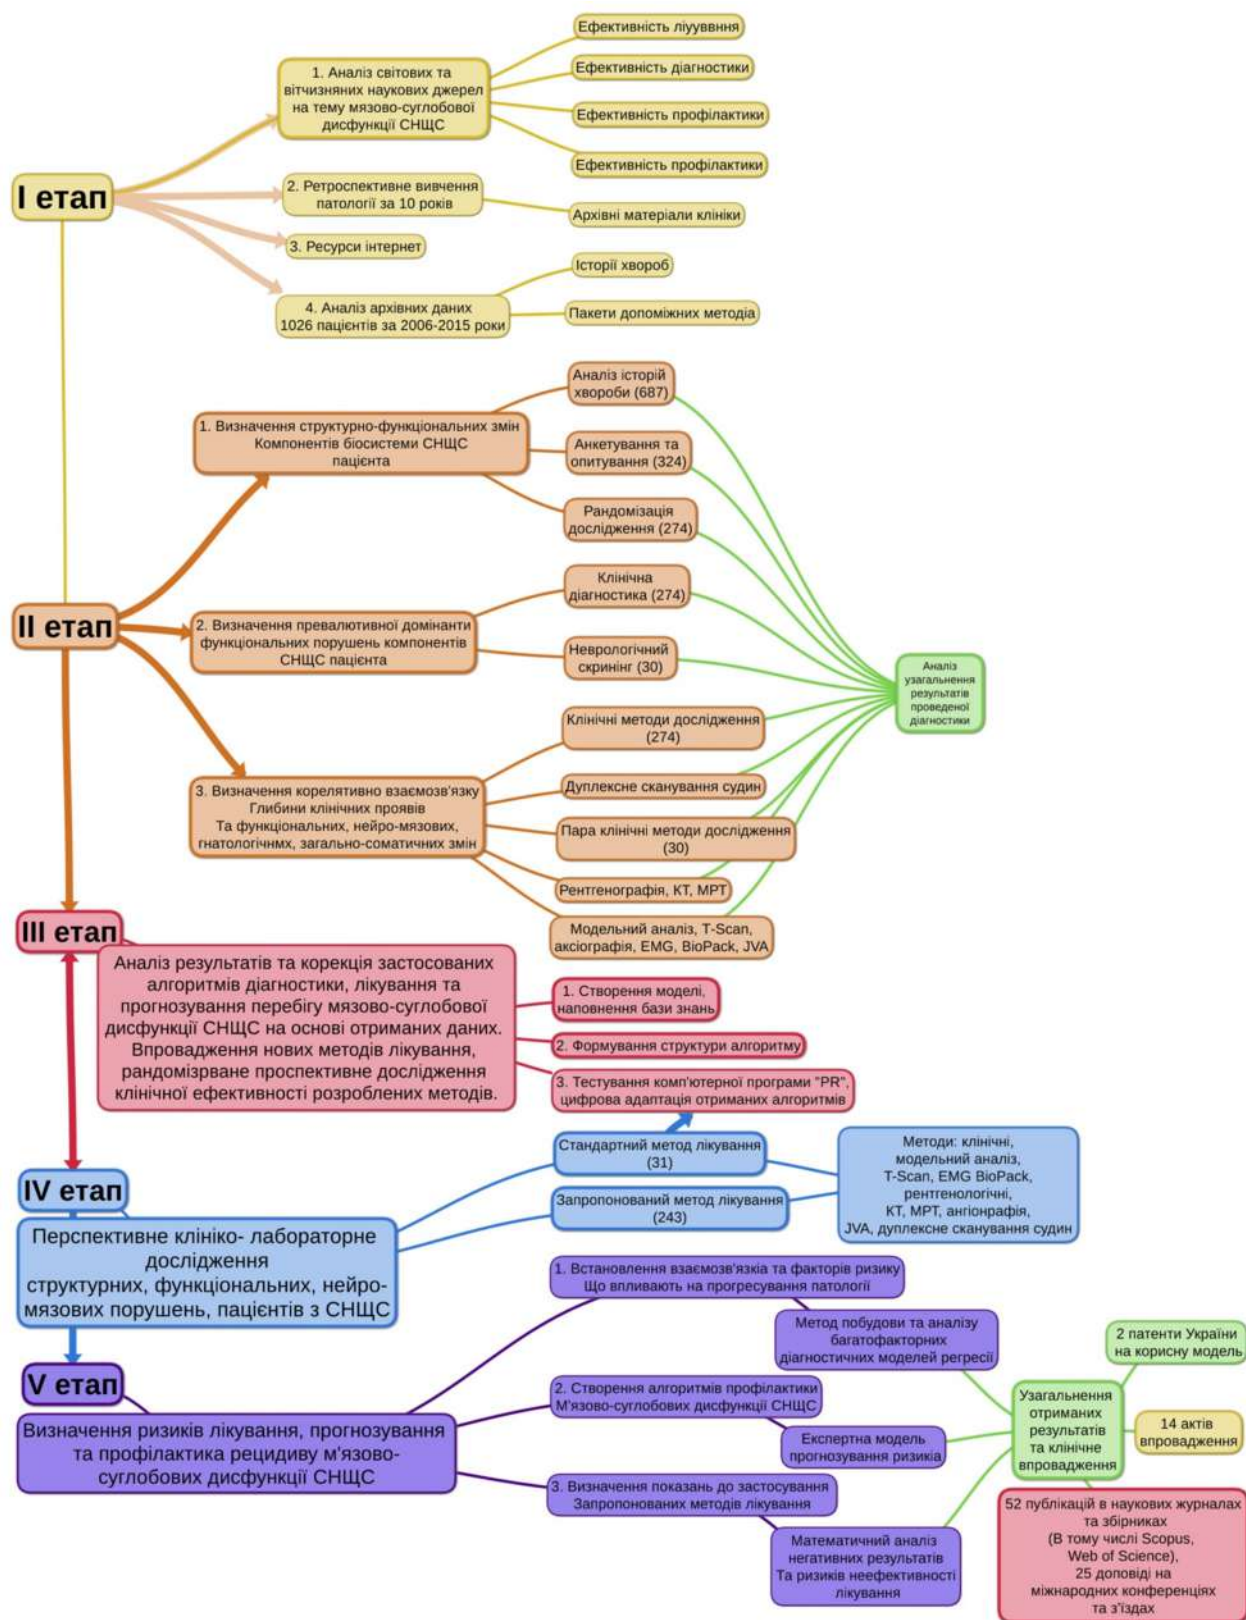 І етап
1. Аналіз світових та
вітчизняних наукових джерел
на тему мязово-суглобової
дисфункції СНЩС
Ефективність ліууввння
Ефективність діагностики
Ефективність профілактики
Ефективність профілактики
2. Ретроспективне вивчення
патології за 10 років
Архівні матеріали клініки
3. Ресурси інтернет
4. Аналіз архівних даних
1026 пацієнтів за 2006-2015 роки
Історії хвороб
Пакети допоміжних методіа
ІІ етап
1. Визначення структурно-функціональних змін
Компонентів біосистеми СНЩС
пацієнта
Аналіз історій
хвороби (687)
Анкетування та
опитування (324)
Рандомізація
дослідження (274)
2. Визначення превалютивної домінанти
функціональних порушень компонентів
СНЩС пацієнта
Клінічна
діагностика (274)
Неврологічний
скринінг (30)
3. Визначення корелятивно взаємозв'язку
Глибини клінічних проявів
Та функціональних, нейро-мязових,
гнатологічнмх, загально-соматичних змін
Клінічні методи дослідження
(274)
Дуплексне сканування судин
Пара клінічні методи дослідження
(30)
Рентгенографія, КТ, МРТ
Модельний аналіз, T-Scan,
аксіографія, EMG, BioPack, JVA
Аналіз
узагальнення
результатів
проведеної
діагностики
ІІІ етап
Аналіз результатів та корекція застосованих
алгоритмів діагностики, лікування та
прогнозування перебігу мязово-суглобової
дисфункції СНЩС на основі отриманих даних.
Впровадження нових методів лікування,
рандомізрване проспективне дослідження
клінічної ефективності розроблених методів.
1. Створення моделі,
наповнення бази знань
2. Формування структури алгоритму
3. Тестування комп'ютерної програми "PR",
цифрова адаптація отриманих алгоритмів
IV етап
Перспективне клініко- лабораторне
дослідження
структурних, функціональних, нейро-
мязових порушень, пацієнтів з СНЩС
Стандартний метод лікування
(31)
Запропонований метод лікування
(243)
Методи: клінічні,
модельний аналіз,
T-Scan, EMG BioPack,
рентгенологічні,
КТ, МРТ, ангіонрафія,
JVA, дуплексне сканування судин
V етап
Визначення ризиків лікування, прогнозування
та профілактика рецидиву м'язово-
суглобових дисфункції СНЩС
1. Встановлення взаємозв'язкіа та факторів ризику
Що впливають на прогресування патології
Метод побудови та аналізу
багатофакторних
діагностичних моделей регресії
2. Створення алгоритмів профілактики
М'язово-суглобових дисфункції СНЩС
Експертна модель
прогнозування ризикіа
3. Визначення показань до застосування
Запропонованих методів лікування
Математичний аналіз
негативних результатів
Та ризиків неефективності
лікування
Узагальнення
отриманих
результатів
та клінічне
впровадження
2 патенти України
на корисну модель
14 актів
впровадження
52 публікацій в наукових журналах
та збірниках
(В тому числі Scopus,
Web of Science),
25 доповіді на
міжнародних конференціях
та з'їздах